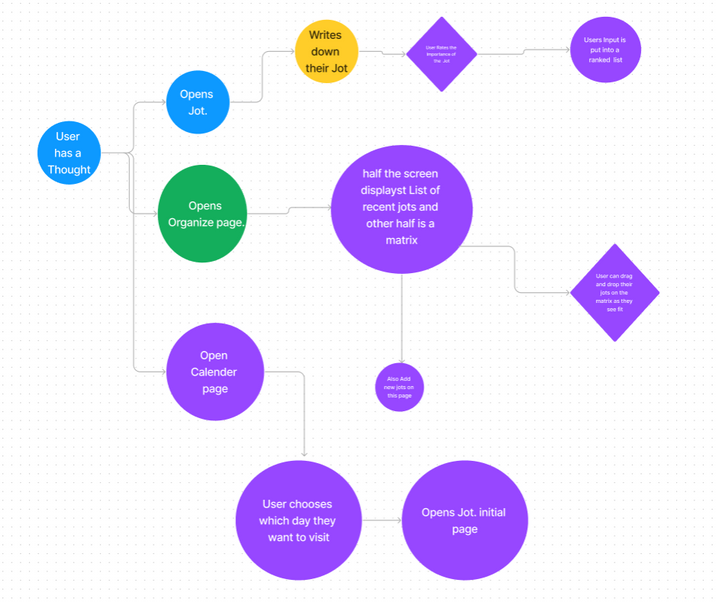 Writes
down
their Jot
User Rates the
Importance of
the Jot
Users Input is
put into a
ranked list
Opens
Jot.
User
has a
Thought
Opens
Organize page.
half the screen
displayst List of
recent jots and
other half is a
matrix
User can drag
and drop their
jots on the
matrix as they
see fit
Open
Calender
page
Also Add
new jots on
this page
User chooses
which day they
want to visit
Opens Jot. initial
page